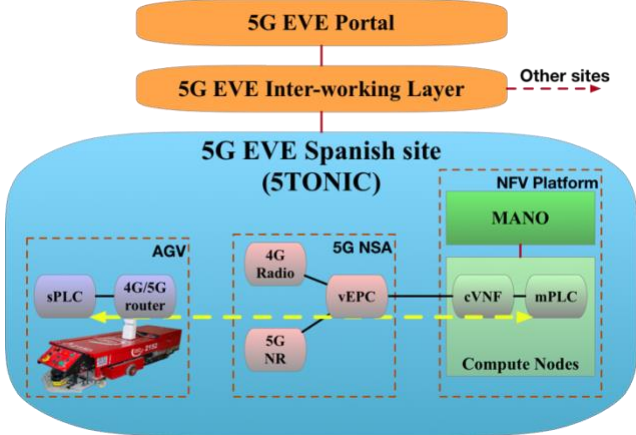 5G EVE Portal
5G EVE Inter-working Layer
Other sites
5G EVE Spanish site
(5TONIC)
NFV Platform
MANO
AGV
5G NSA
4G
Radio
sPLC
4G/5G
router
vEPC
cVNF
mPLC
5G
NR
Compute Nodes